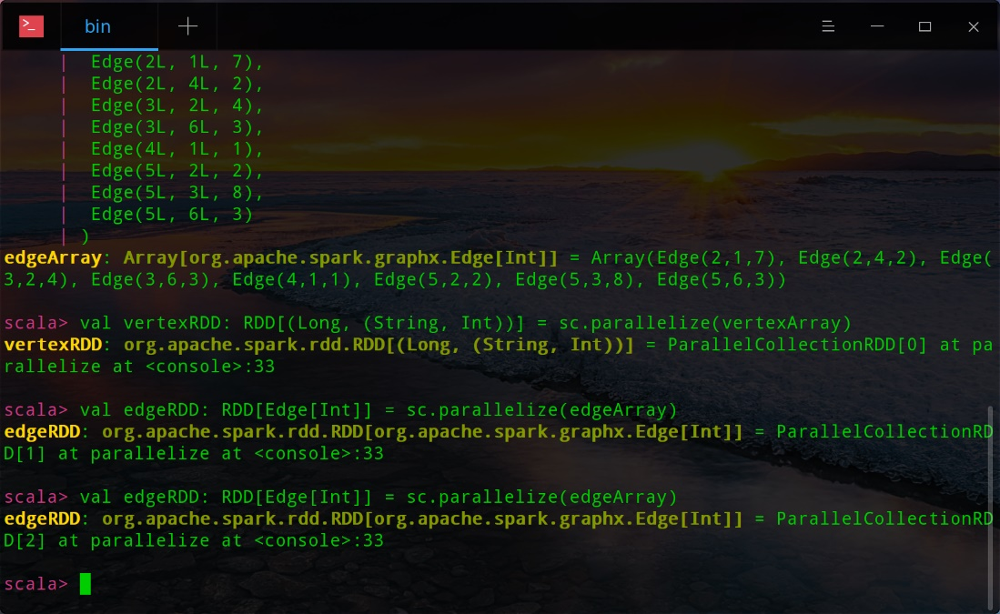 bin
| Edge(2L, 1L, 7),
| Edge(2L, 4L, 2),
| Edge(3L, 2L, 4),
| Edge(3L, 6L, 3),
| Edge(4L, 1L, 1),
| Edge(5L, 2L, 2),
| Edge(5L, 3L, 8),
| Edge(5L, 6L, 3)
| )
edgeArray: Array[org.apache.spark.graphx.Edge[Int]] = Array(Edge(2,1,7), Edge(2,4,2), Edge(
3,2,4), Edge(3,6,3), Edge(4,1,1), Edge(5,2,2), Edge(5,3,8), Edge(5,6,3))
scala> val vertexRDD: RDD[(Long, (String, Int))] = sc.parallelize(vertexArray)
vertexRDD: org.apache.spark.rdd.RDD[(Long, (String, Int))] = ParallelCollectionRDD[0] at pa
rallelize at <console>:33
scala> val edgeRDD: RDD[Edge[Int]] = sc.parallelize(edgeArray)
edgeRDD: org.apache.spark.rdd.RDD[org.apache.spark.graphx.Edge[Int]] = ParallelCollectionRD
D[1] at parallelize at <console>:33
scala> val edgeRDD: RDD[Edge[Int]] = sc.parallelize(edgeArray)
edgeRDD: org.apache.spark.rdd.RDD[org.apache.spark.graphx.Edge[Int]] = ParallelCollectionRD
D[2] at parallelize at <console>:33
scala>